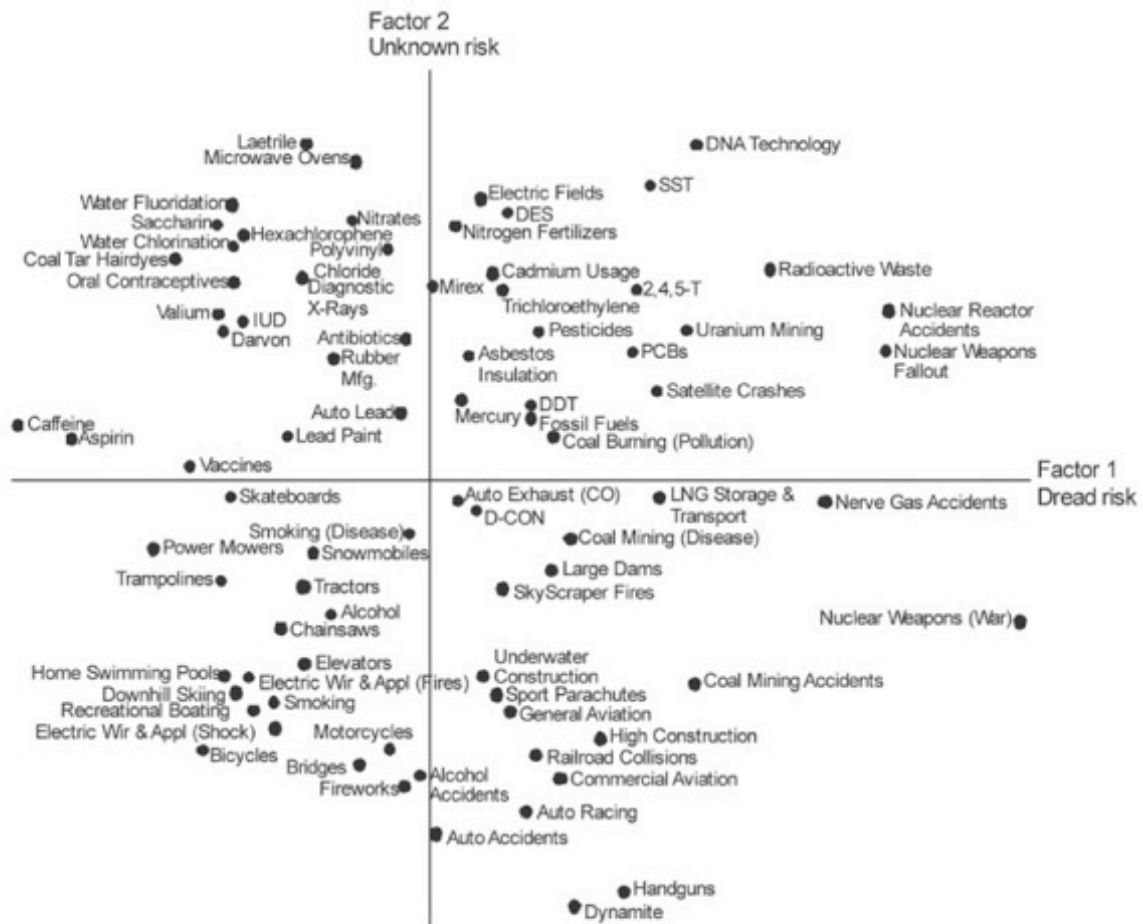 Factor 2
Unknown risk
Laetrile
Microwave Ovens
DNA Technology
SST
Water Fluoridation
Saccharin
Water Chlorination
Coal Tar Hairdyes
Oral Contraceptives
Hexachlorophene
Nitrates
Polyvinyl
Chloride
Diagnostic
X-Rays
Electric Fields
DES
Nitrogen Fertilizers
Cadmium Usage
Mirex
Trichloroethylene
2,4,5-T
Radioactive Waste
Valium
IUD
Darvon
Antibiotics
Rubber
Mfg.
Pesticides
Asbestos
Insulation
Uranium Mining
PCBs
Nuclear Reactor
Accidents
Nuclear Weapons
Fallout
Satellite Crashes
Auto Lead
Lead Paint
Mercury
DDT
Fossil Fuels
Coal Burning (Pollution)
Caffeine
Aspirin
Vaccines
Factor 1
Dread risk
Skateboards
Smoking (Disease)
Power Mowers
Snowmobiles
Trampolines
Tractors
Alcohol
Chainsaws
Auto Exhaust (CO)
D-CON
LNG Storage &
Transport
Nerve Gas Accidents
Coal Mining (Disease)
Large Dams
SkyScraper Fires
Nuclear Weapons (War)
Elevators
Home Swimming Pools
Electric Wir & Appl (Fires)
Downhill Skiing
Smoking
Recreational Boating
Electric Wir & Appl (Shock)
Motorcycles
Bicycles
Bridges
Fireworks
Underwater
Construction
Sport Parachutes
General Aviation
Coal Mining Accidents
High Construction
Railroad Collisions
Commercial Aviation
Alcohol
Accidents
Auto Racing
Auto Accidents
Handguns
Dynamite